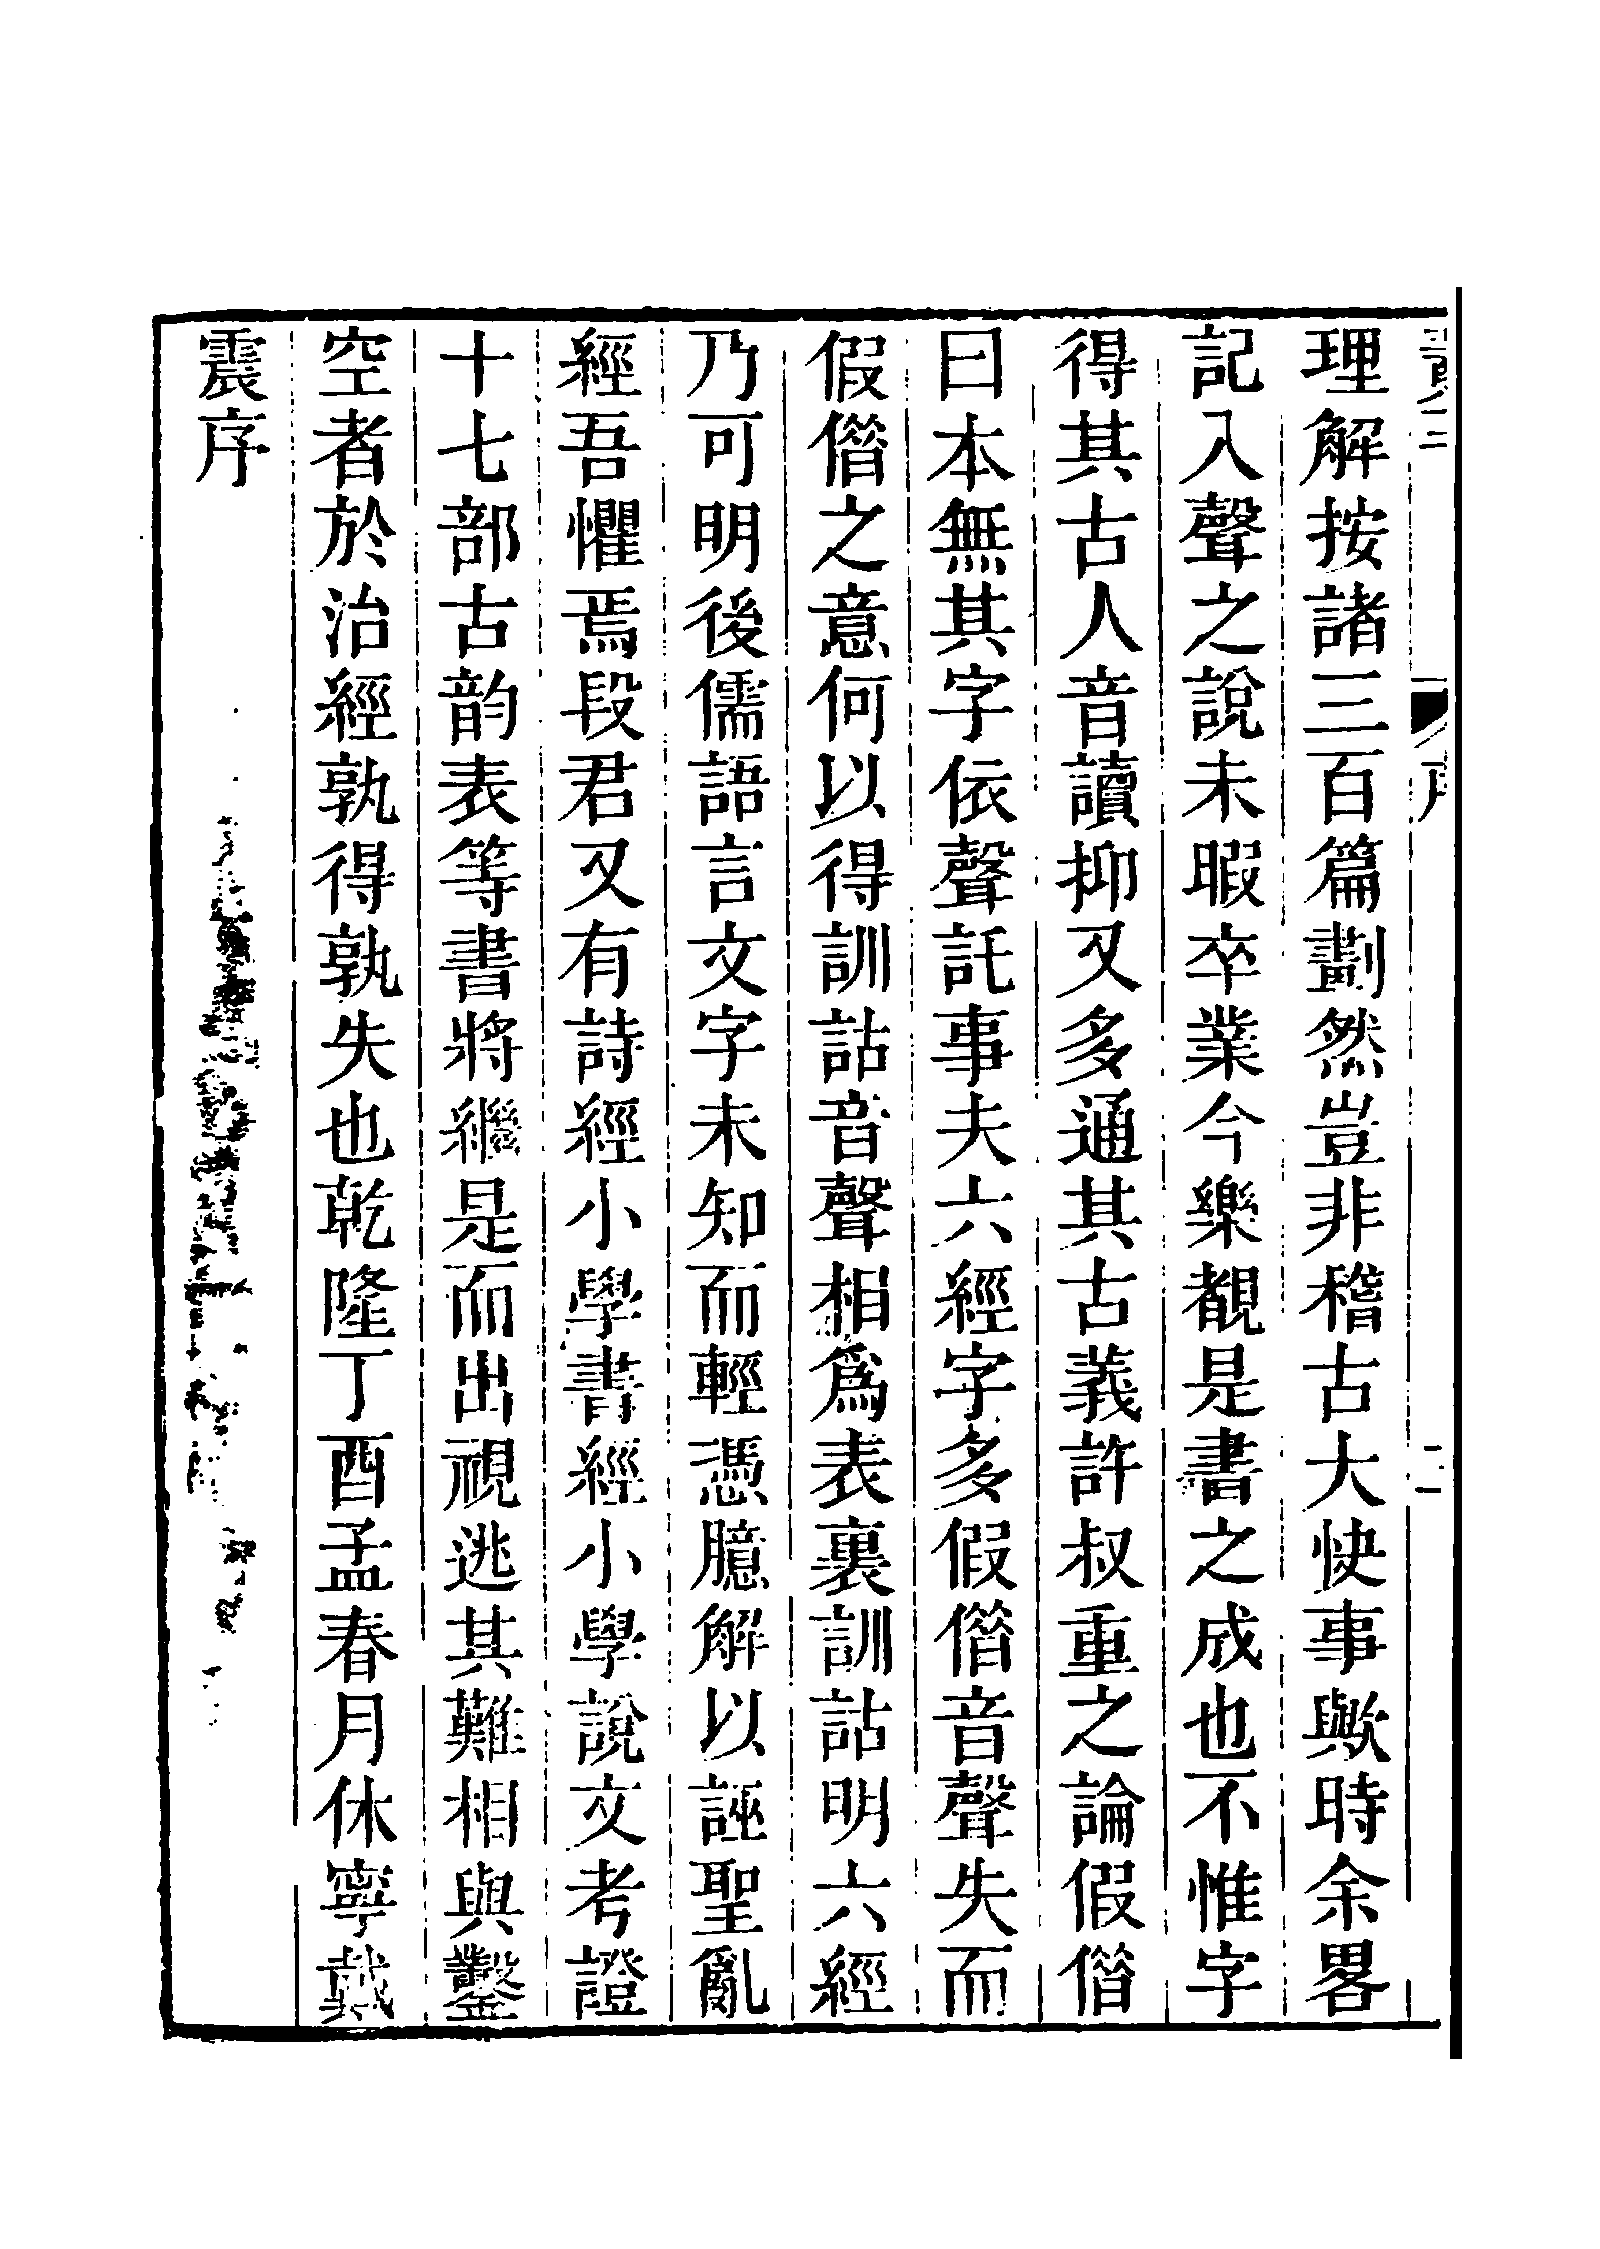 理解按諸三百篇劃然豈非稽古大快事歟時余畧
記入聲之說未暇卒業今樂覩是書之成也不惟字
得其古人音讀抑又多通其古義許叔重之論假僭
曰本無其字依聲託事夫六經字多假僭音聲失而
假僭之意何以得訓詁音聲相爲表裏訓詁明六經
乃可明後儒語言文字未知而輕憑臆解以誣聖亂
經吾懼焉段君又有詩經小學書經小學說文考證
十七部古韵表等書將繼是而出視逃其難相與鑿
空者於治經孰得孰失也乾隆丁酉孟春月休寧戴
震序